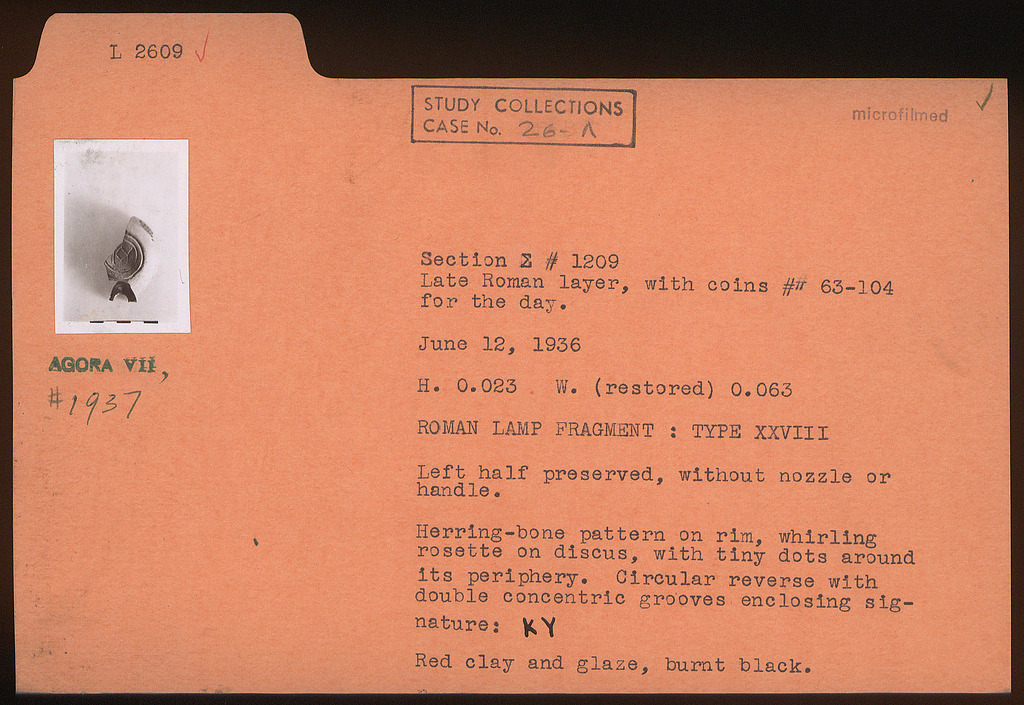 L 2609 ✓
STUDY COLLECTIONS
CASE No. 26-Λ
microfilmed
AGORA VII,
#1937
Section Σ # 1209
Late Roman layer, with coins ## 63-104
for the day.
June 12, 1936
H. 0.023 W. (restored) 0.063
ROMAN LAMP FRAGMENT : TYPE XXVIII
Left half preserved, without nozzle or
handle.
Herring-bone pattern on rim, whirling
rosette on discus, with tiny dots around
its periphery. Circular reverse with
double concentric grooves enclosing sig-
nature: KY
Red clay and glaze, burnt black.